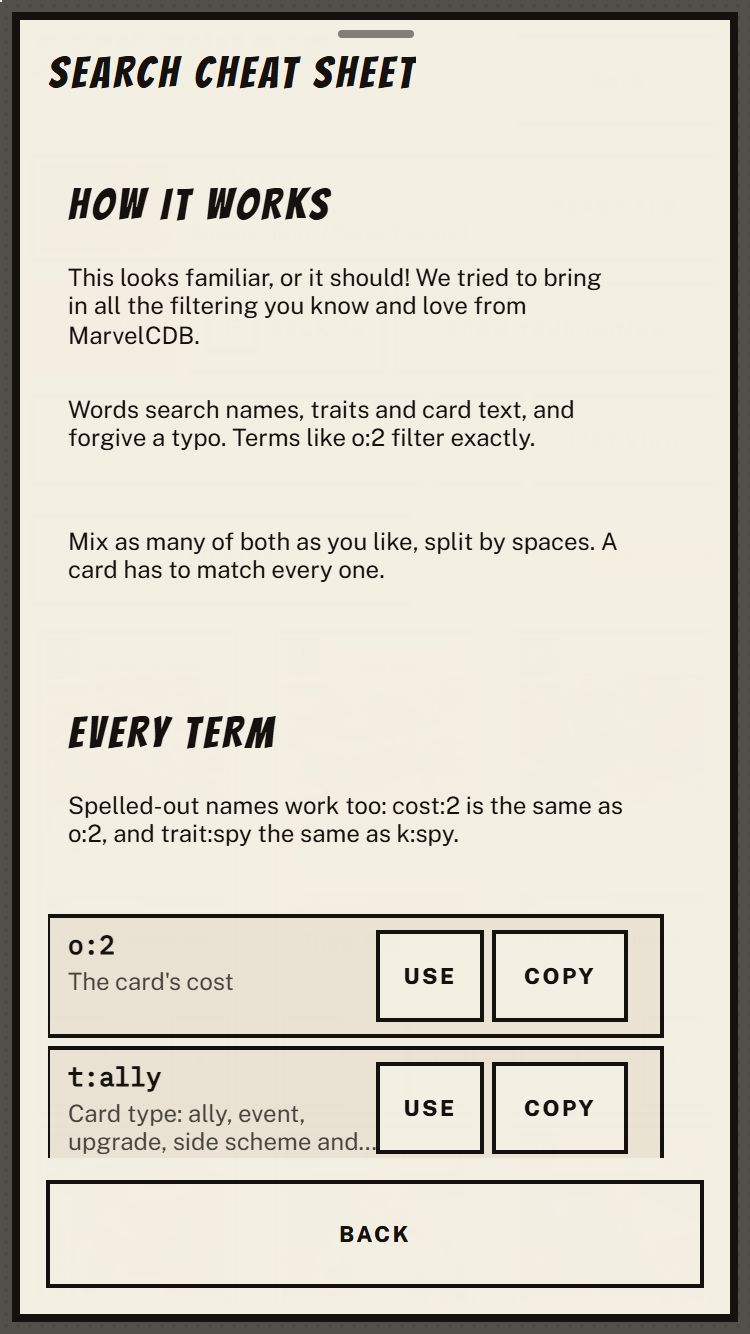 SEARCH CHEAT SHEET
HOW IT WORKS
This looks familiar, or it should! We tried to bring
in all the filtering you know and love from
MarvelCDB.
Words search names, traits and card text, and
forgive a typo. Terms like o:2 filter exactly.
Mix as many of both as you like, split by spaces. A
card has to match every one.
EVERY TERM
Spelled-out names work too: cost:2 is the same as
o:2, and trait:spy the same as k:spy.
o:2
The card's cost
USE
COPY
t:ally
Card type: ally, event,
upgrade, side scheme and...
USE
COPY
BACK